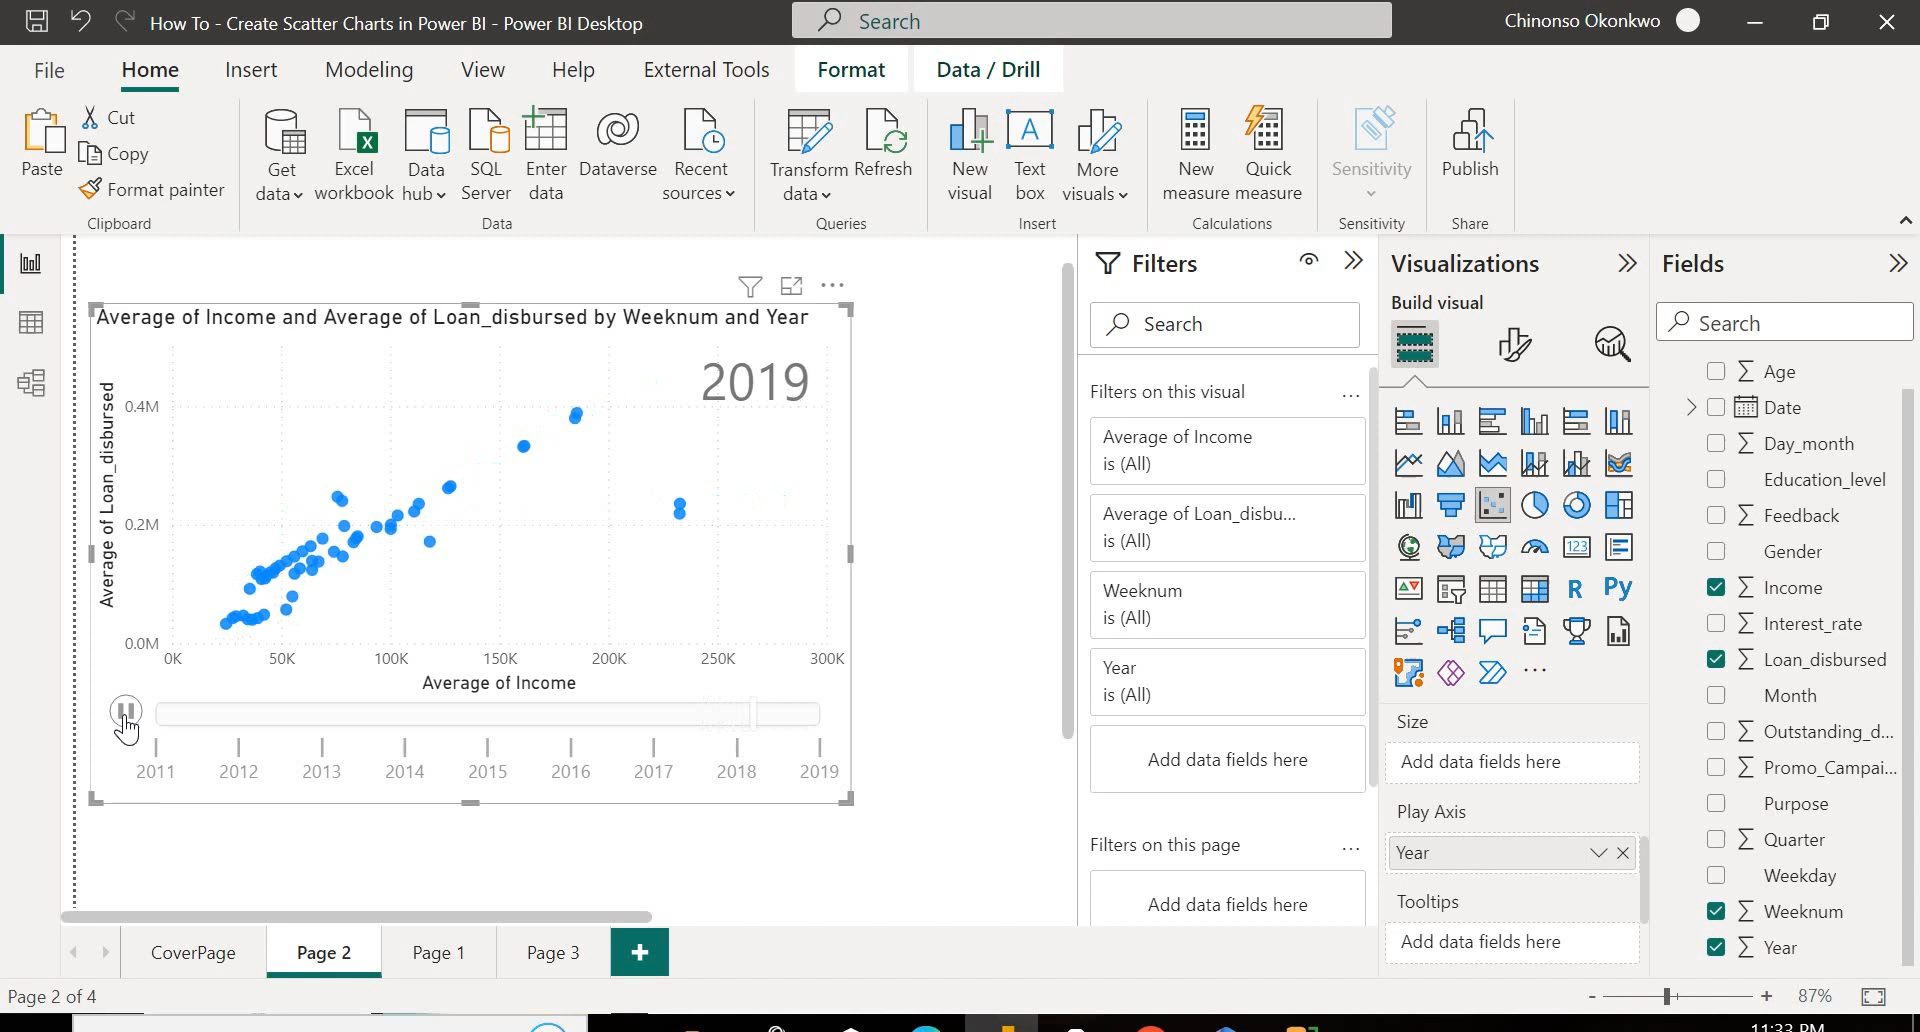 How To - Create Scatter Charts in Power BI - Power BI Desktop
Search
Chinonso Okonkwo
File Home Insert Modeling View Help External Tools Format Data / Drill
Paste
Cut
Copy
Format painter
Clipboard
Get data
Excel workbook
Data hub
SQL Server
Enter data
Dataverse
Recent sources
Data
Transform data
Refresh
Queries
New visual
Text box
More visuals
Insert
New measure
Quick measure
Calculations
Sensitivity
Sensitivity
Publish
Share
Average of Income and Average of Loan_disbursed by Weeknum and Year
2019
Average of Loan_disbursed
0.4M
0.2M
0.0M
0K 50K 100K 150K 200K 250K 300K
Average of Income
2011 2012 2013 2014 2015 2016 2017 2018 2019
Filters
Search
Filters on this visual
...
Average of Income
is (All)
Average of Loan_disbu...
is (All)
Weeknum
is (All)
Year
is (All)
Add data fields here
Filters on this page
...
Add data fields here
Visualizations
Build visual
123
R
Py
...
Size
Add data fields here
Play Axis
Year
Tooltips
Add data fields here
Fields
Search
Age
Date
Day_month
Education_level
Feedback
Gender
Income
Interest_rate
Loan_disbursed
Month
Outstanding_d...
Promo_Campai...
Purpose
Quarter
Weekday
Weeknum
Year
CoverPage Page 2 Page 1 Page 3 +
Page 2 of 4
- + 87%
11:33 PM